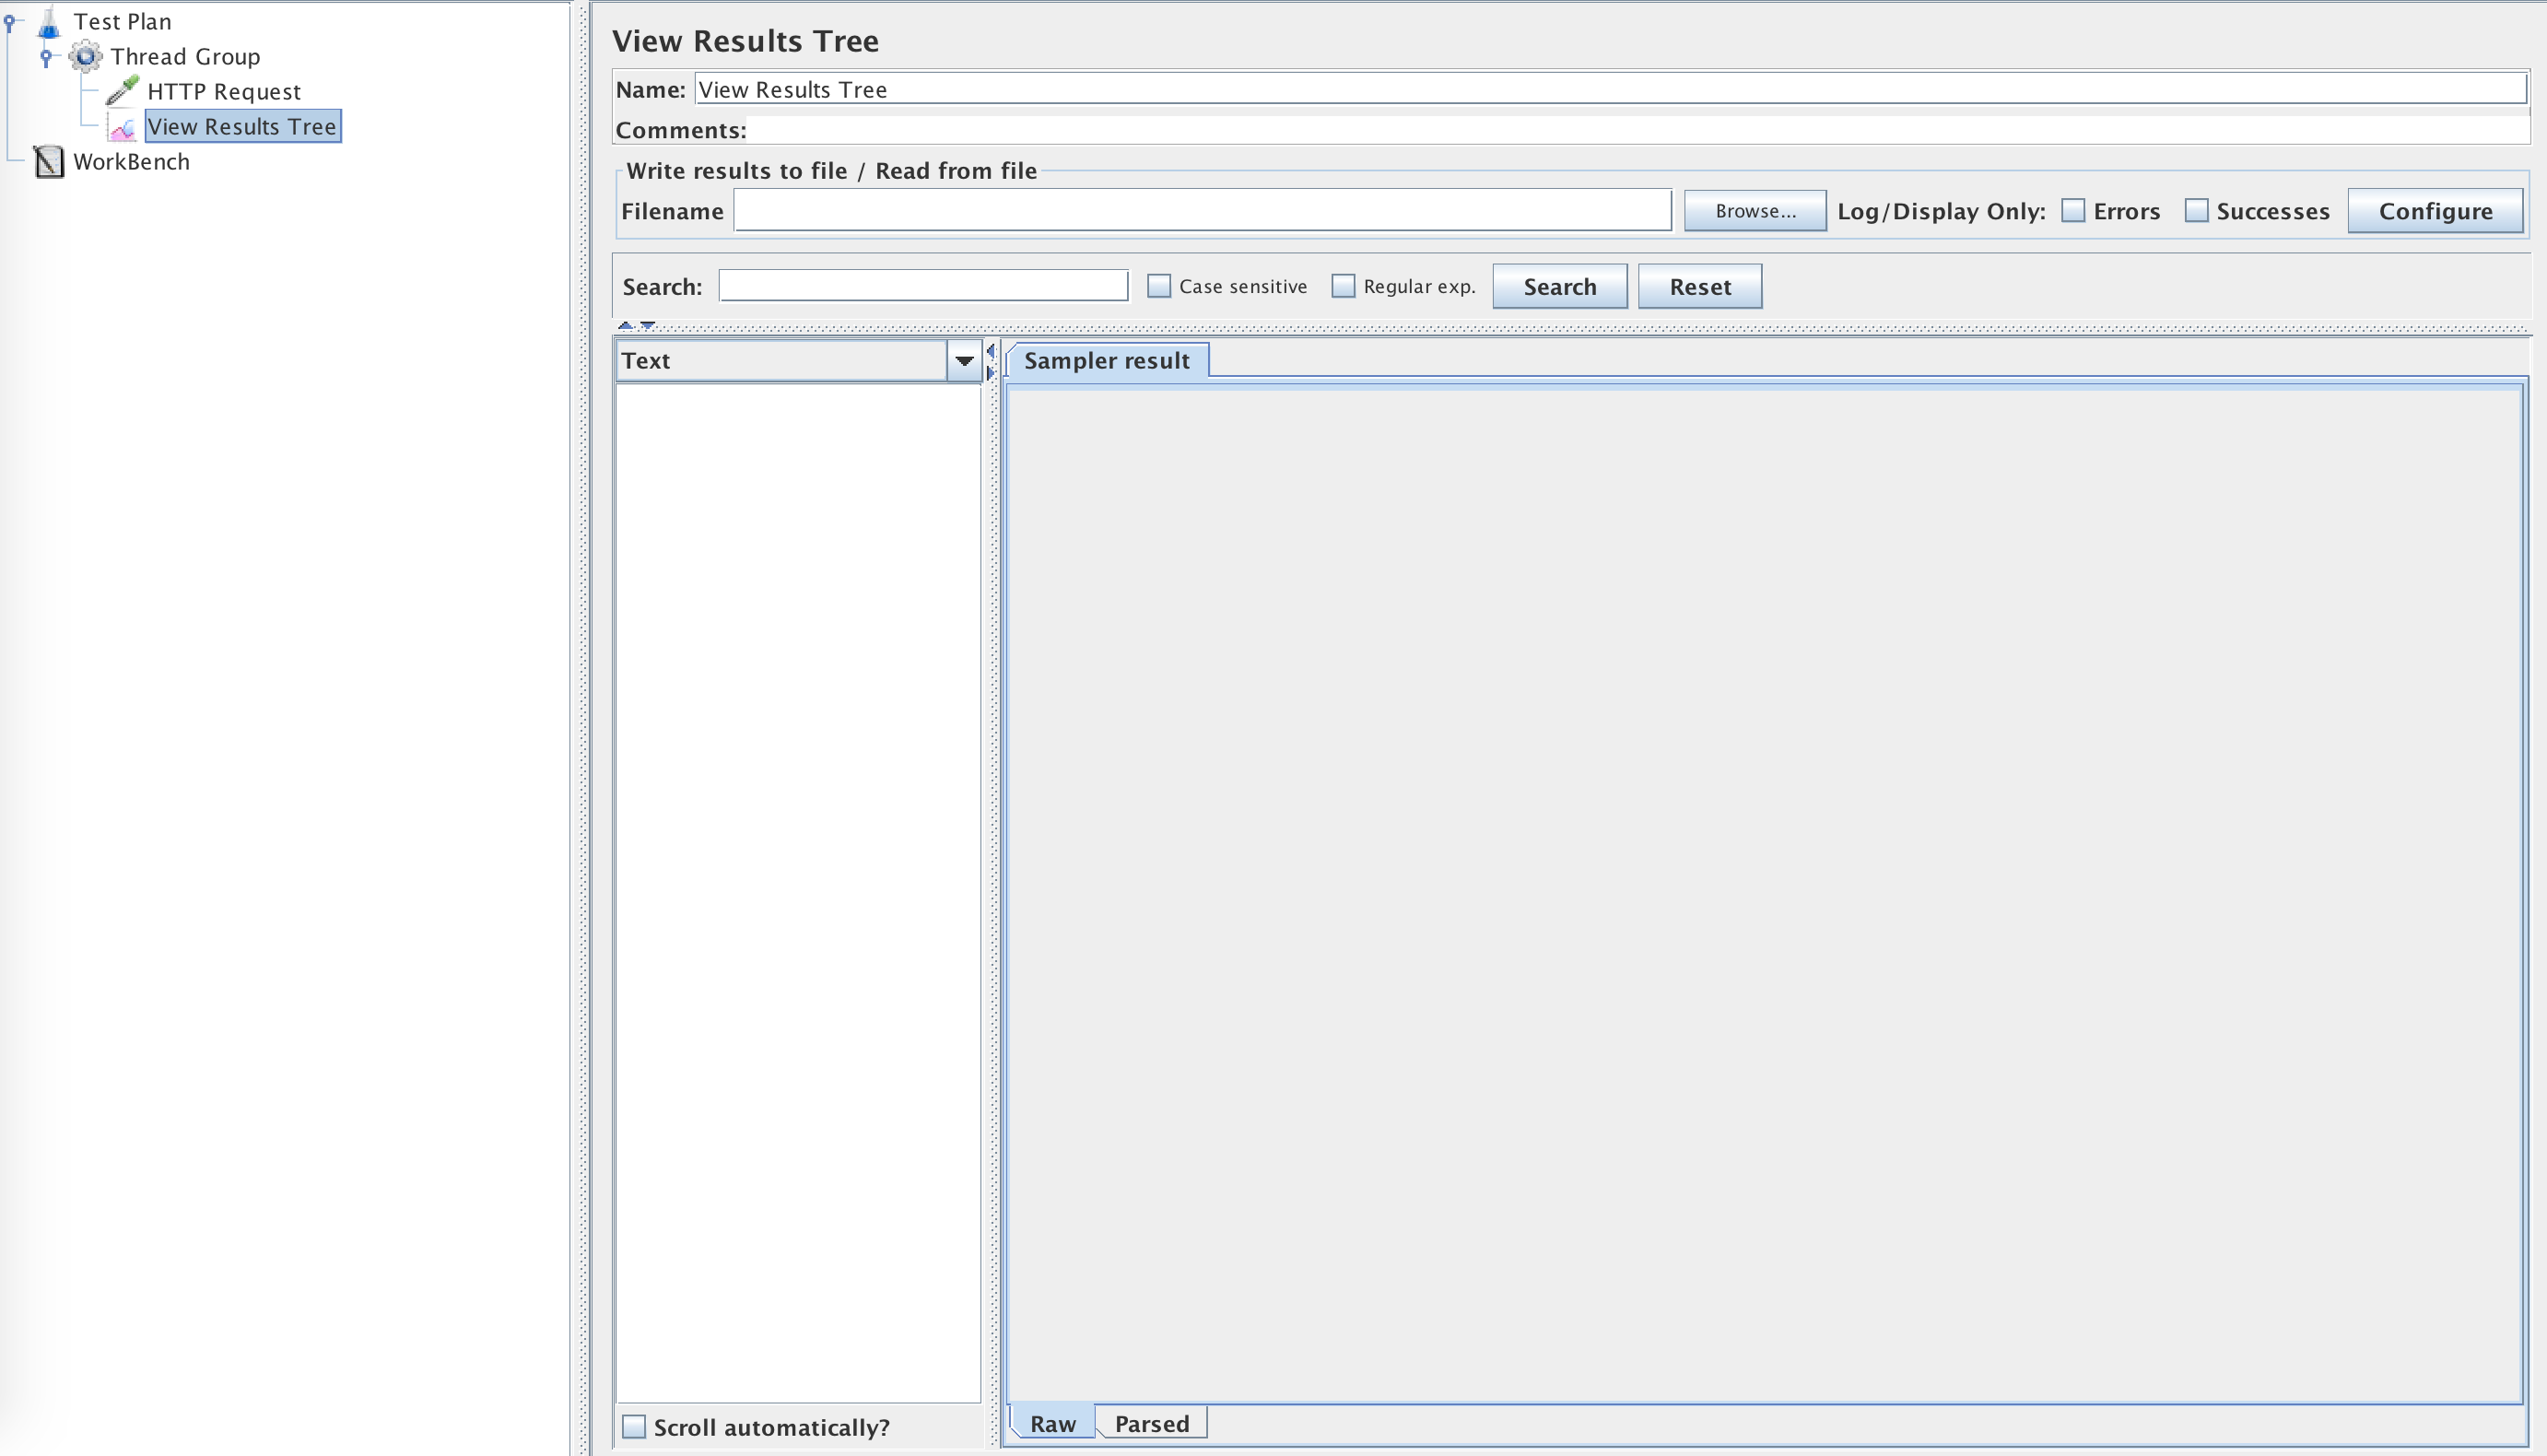 Test Plan
Thread Group
HTTP Request
View Results Tree
WorkBench
View Results Tree
Name: View Results Tree
Comments:
Write results to file / Read from file
Filename Browse... Log/Display Only: Errors Successes Configure
Search: Case sensitive Regular exp. Search Reset
Text
Sampler result
Scroll automatically?
Raw Parsed